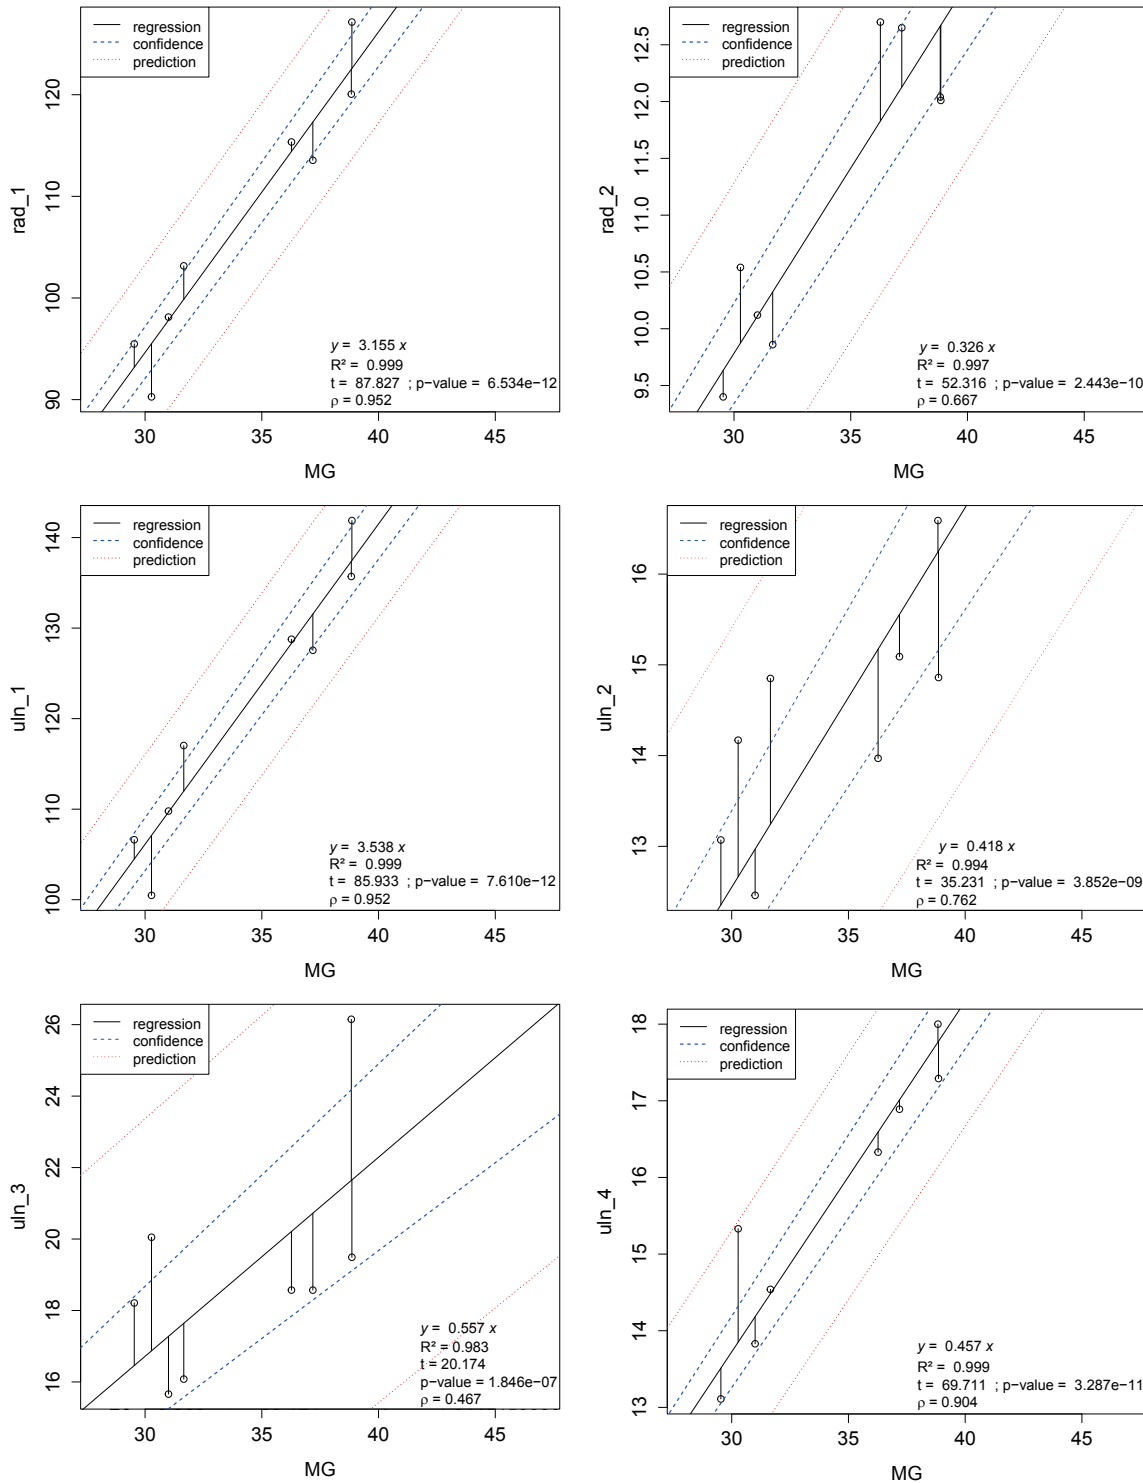 regression
confidence
prediction
rad_1
120
110
100
90
y = 3.155 x
R² = 0.999
t = 87.827 ; p−value = 6.534e−12
ρ = 0.952
30 35 40 45
MG
regression
confidence
prediction
rad_2
12.5
12.0
11.5
11.0
10.5
10.0
9.5
y = 0.326 x
R² = 0.997
t = 52.316 ; p−value = 2.443e−10
ρ = 0.667
30 35 40 45
MG
regression
confidence
prediction
uln_1
140
130
120
110
100
y = 3.538 x
R² = 0.999
t = 85.933 ; p−value = 7.610e−12
ρ = 0.952
30 35 40 45
MG
regression
confidence
prediction
uln_2
16
15
14
13
y = 0.418 x
R² = 0.994
t = 35.231 ; p−value = 3.852e−09
ρ = 0.762
30 35 40 45
MG
regression
confidence
prediction
uln_3
26
24
22
20
18
16
y = 0.557 x
R² = 0.983
t = 20.174
p−value = 1.846e−07
ρ = 0.467
30 35 40 45
MG
regression
confidence
prediction
uln_4
18
17
16
15
14
13
y = 0.457 x
R² = 0.999
t = 69.711 ; p−value = 3.287e−11
ρ = 0.904
30 35 40 45
MG